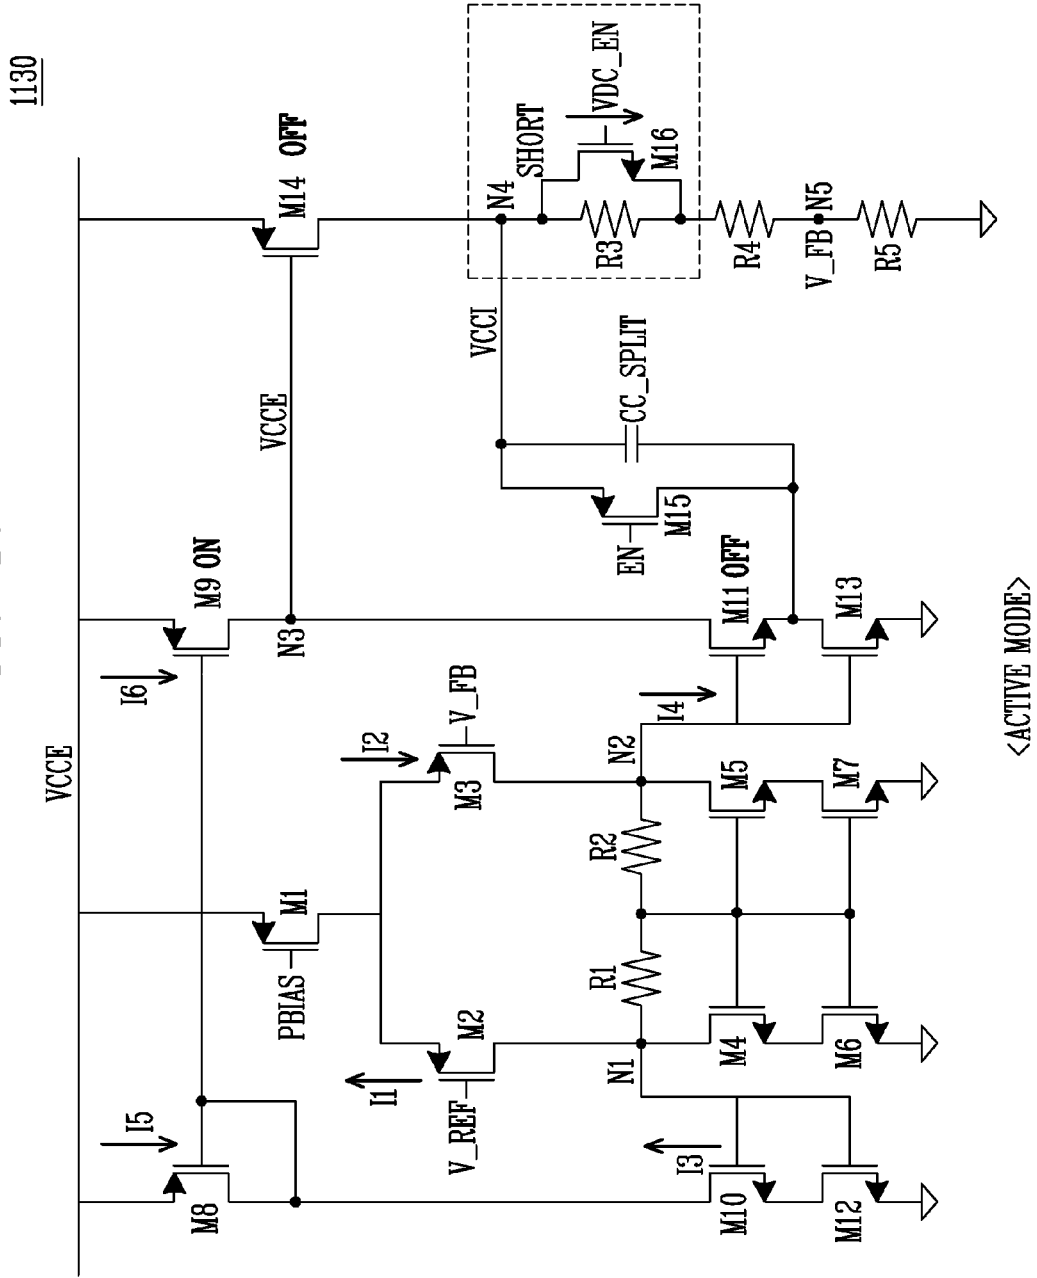 1130
VCCE
M8
I5
I6
M9 ON
M14 OFF
VCCE
N3
PBIAS
M1
I1
M2
V_REF
I2
M3
V_FB
N1
R1
R2
N2
I3
M10
M12
M4
M6
M5
M7
I4
M11 OFF
M13
EN
M15
CC_SPLIT
VCCI
N4
SHORT
VDC_EN
M16
R3
R4
V_FB
N5
R5
<ACTIVE MODE>